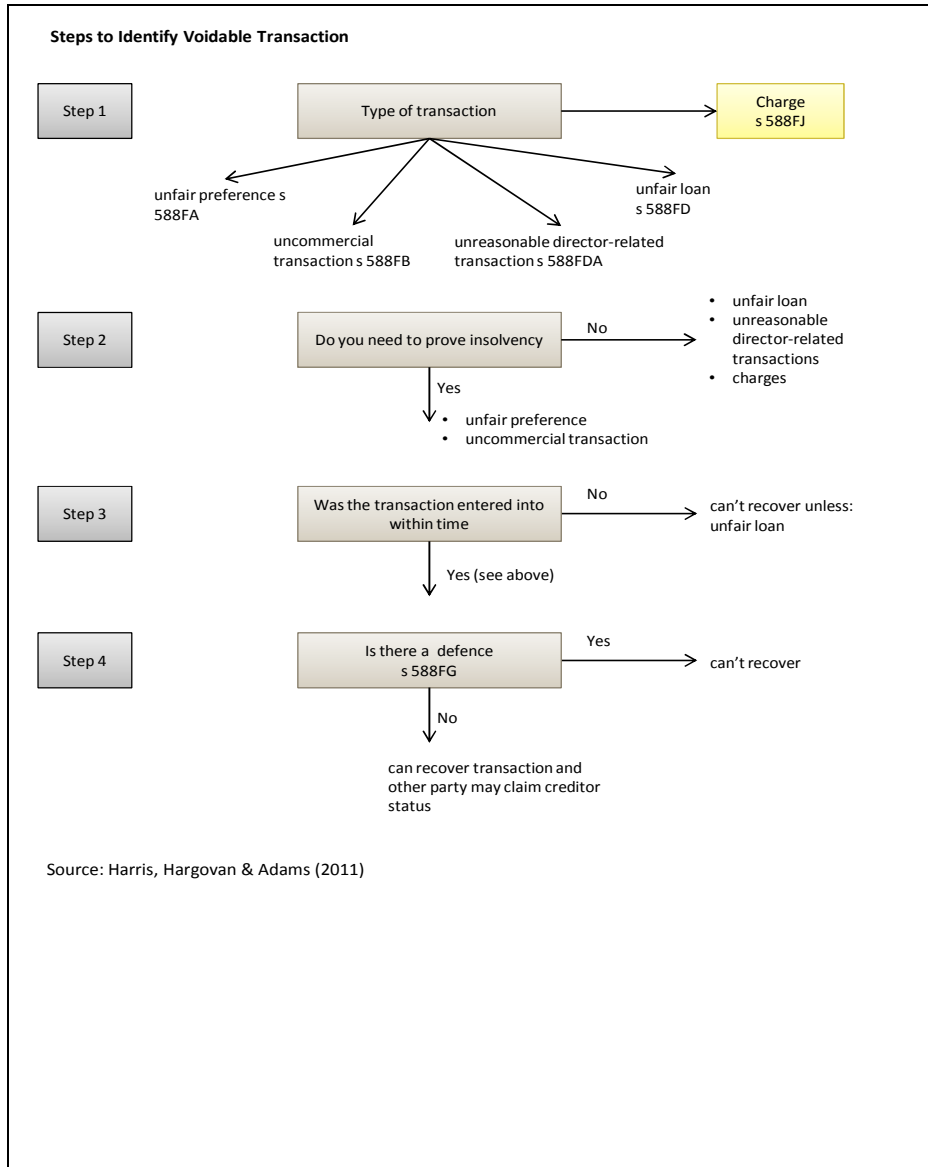 Steps to Identify Voidable Transaction
Step 1
Type of transaction
Charge
s 588FJ
unfair preference s
588FA
uncommercial
transaction s 588FB
unreasonable director-related
transaction s 588FDA
unfair loan
s 588FD
Step 2
Do you need to prove insolvency
No
• unfair loan
• unreasonable
director-related
transactions
• charges
Yes
• unfair preference
• uncommercial transaction
Step 3
Was the transaction entered into
within time
No
can't recover unless:
unfair loan
Yes (see above)
Step 4
Is there a defence
s 588FG
Yes
can't recover
No
can recover transaction and
other party may claim creditor
status
Source: Harris, Hargovan & Adams (2011)